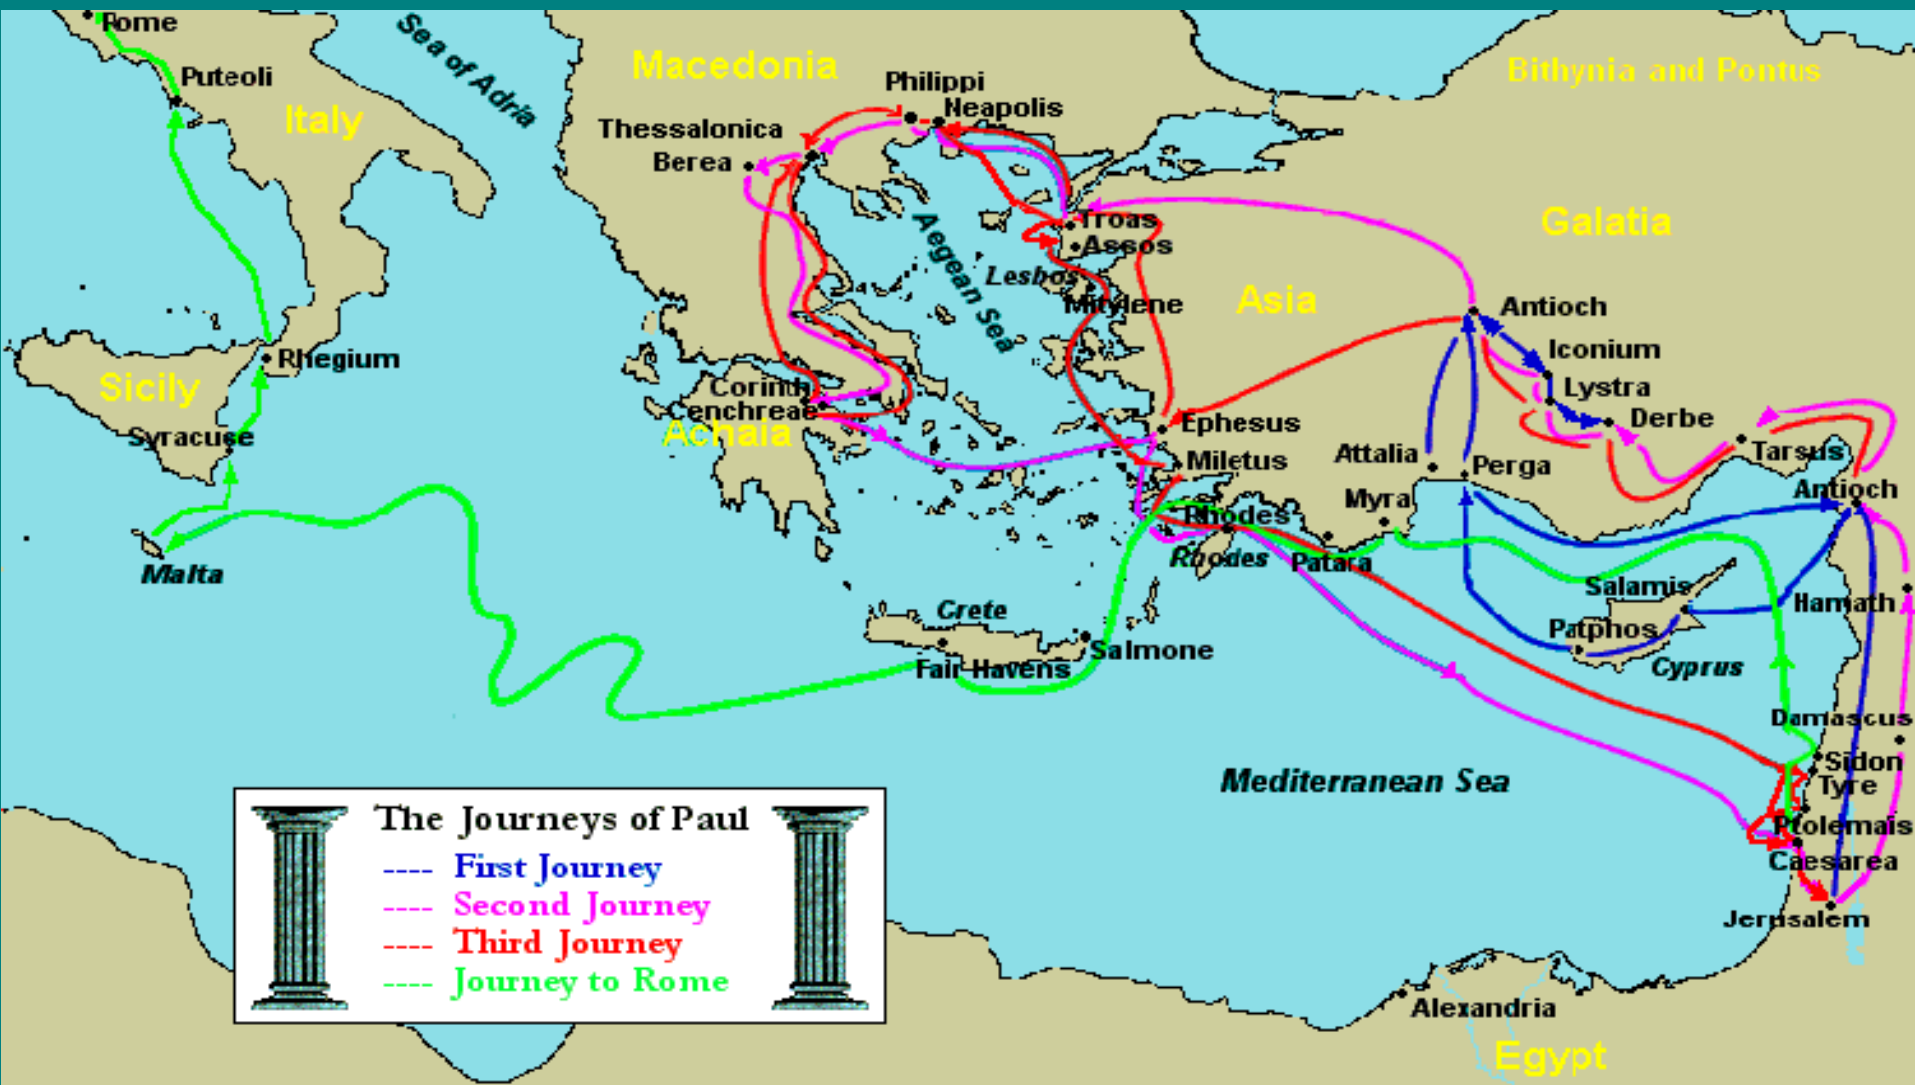 Rome
Sea of Adria
Puteoli
Italy
Macedonia
Philippi
Neapolis
Thessalonica
Berea
Bithynia and Pontus
Aegean Sea
Troas
Assos
Lesbos
Mitylene
Galatia
Asia
Antioch
Iconium
Lystra
Derbe
Rhegium
Sicily
Syracuse
Corinth
Cenchreae
Achaia
Ephesus
Miletus
Attalia
Perga
Myra
Tarsus
Antioch
Rhodes
Rhodes
Patara
Malta
Crete
Salmone
Fair Havens
Salamis
Patphos
Cyprus
Hamath
Damascus
Sidon
Tyre
Ptolemais
Caesarea
Jerusalem
Mediterranean Sea
The Journeys of Paul
---- First Journey
---- Second Journey
---- Third Journey
---- Journey to Rome
Alexandria
Egypt